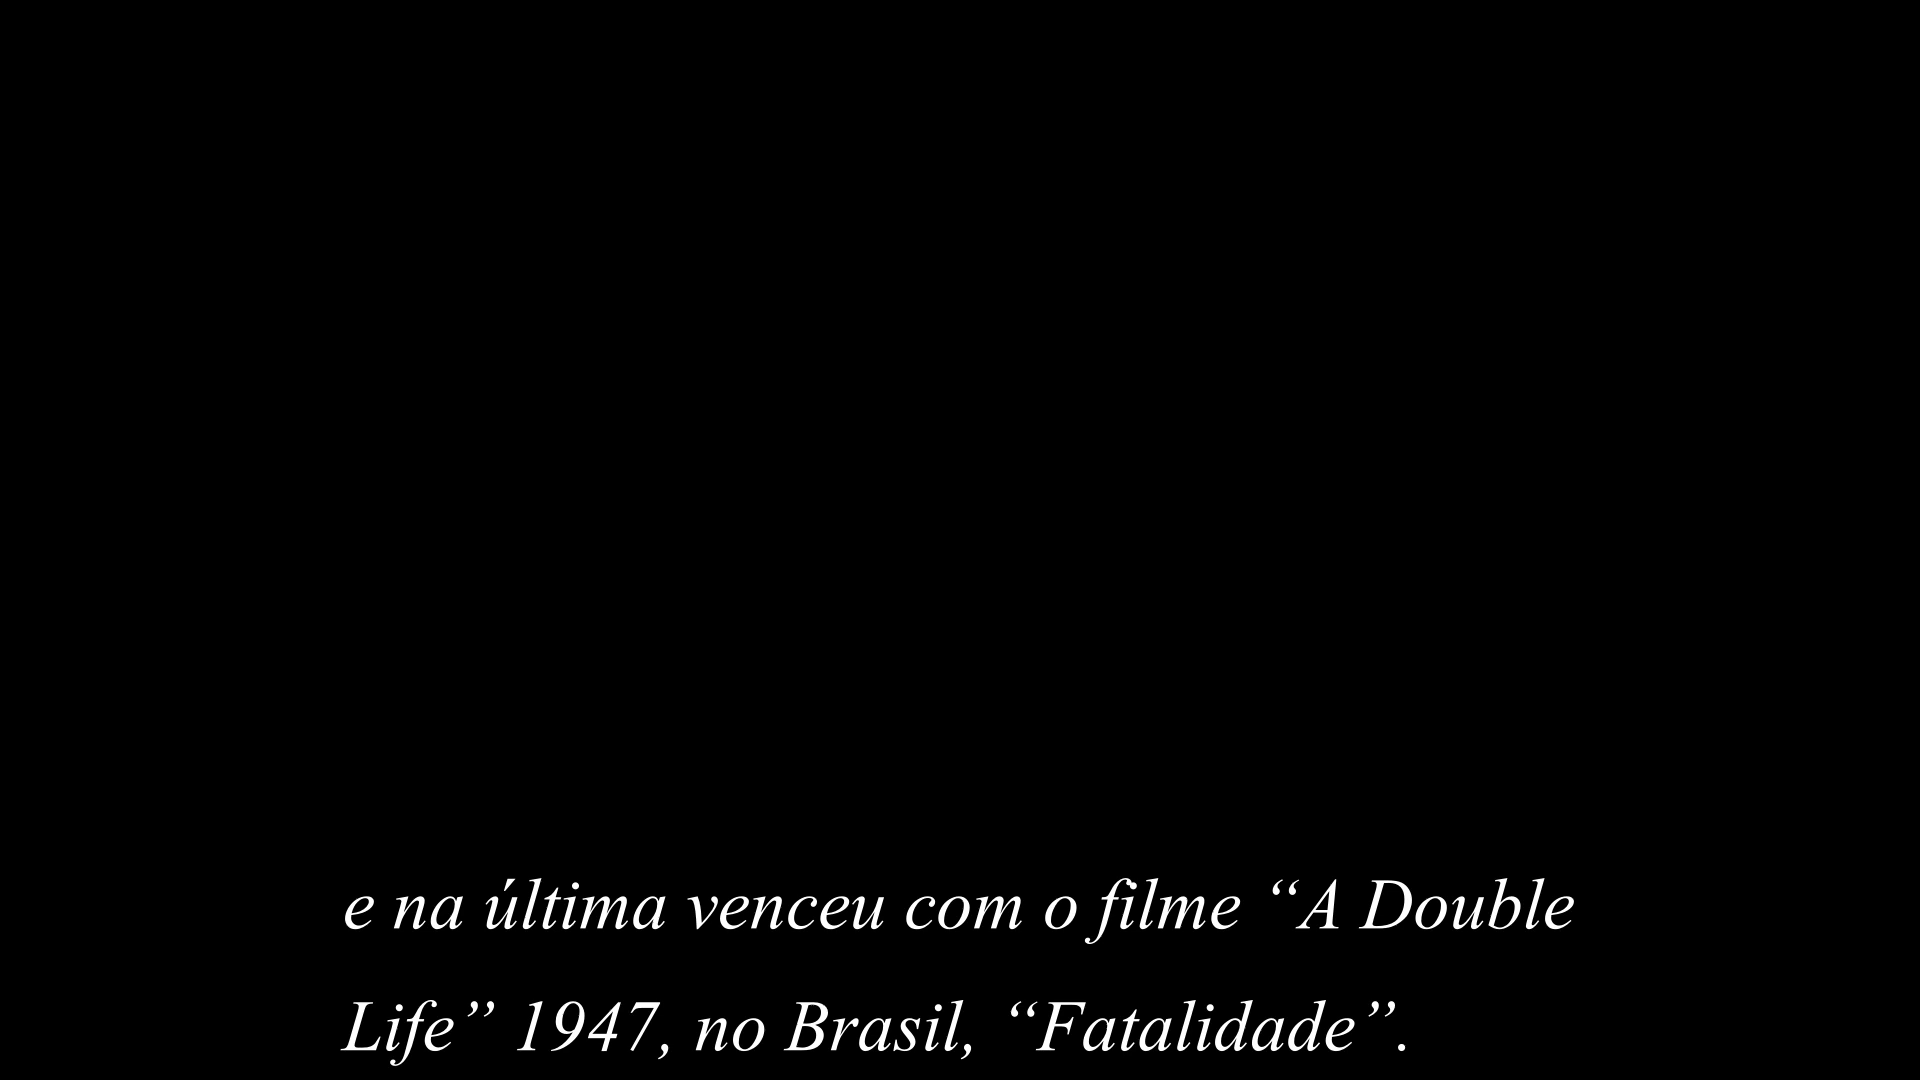 e na última venceu com o filme “A Double
Life” 1947, no Brasil, “Fatalidade”.